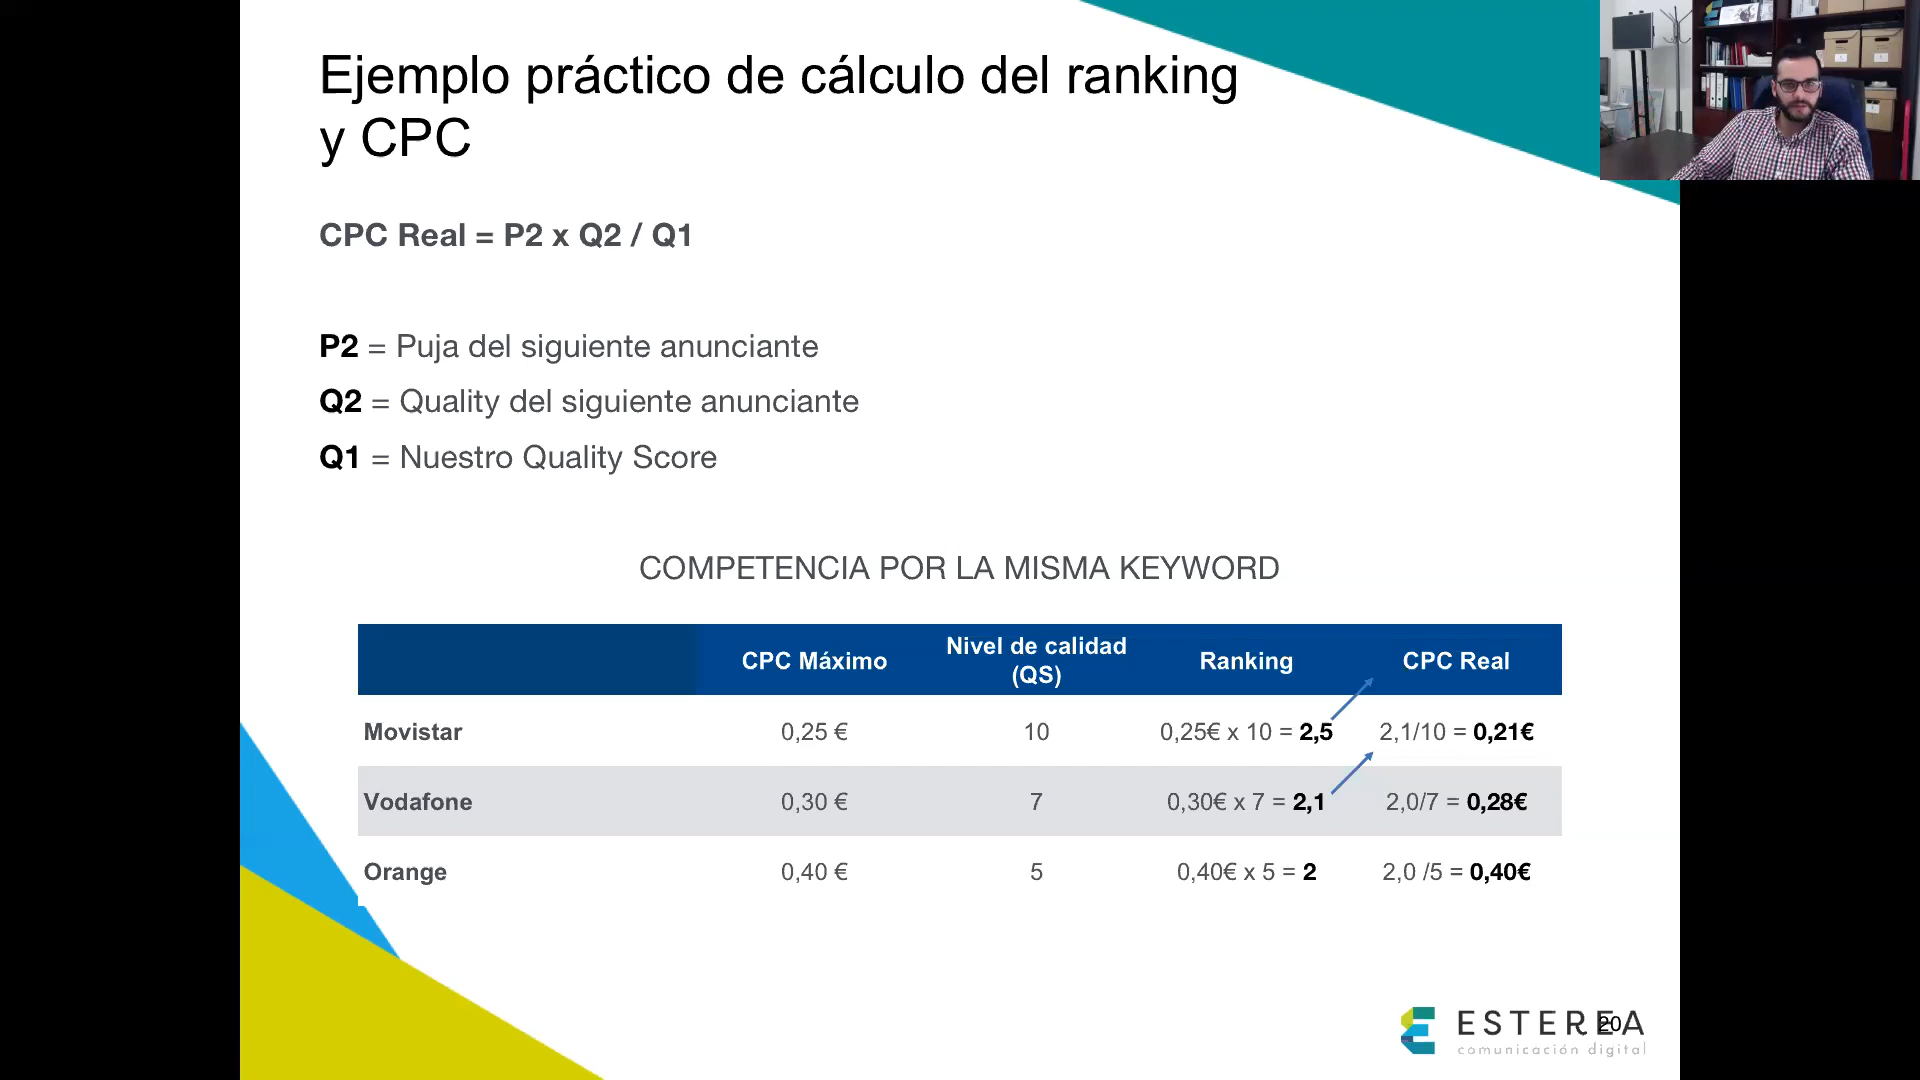 Ejemplo práctico de cálculo del ranking
y CPC
CPC Real = P2 x Q2 / Q1
P2 = Puja del siguiente anunciante
Q2 = Quality del siguiente anunciante
Q1 = Nuestro Quality Score
COMPETENCIA POR LA MISMA KEYWORD
CPC Máximo Nivel de calidad (QS) Ranking CPC Real
Movistar 0,25 € 10 0,25€ x 10 = 2,5 2,1/10 = 0,21€
Vodafone 0,30 € 7 0,30€ x 7 = 2,1 2,0/7 = 0,28€
Orange 0,40 € 5 0,40€ x 5 = 2 2,0 /5 = 0,40€
ESTEREA
comunicación digital
20